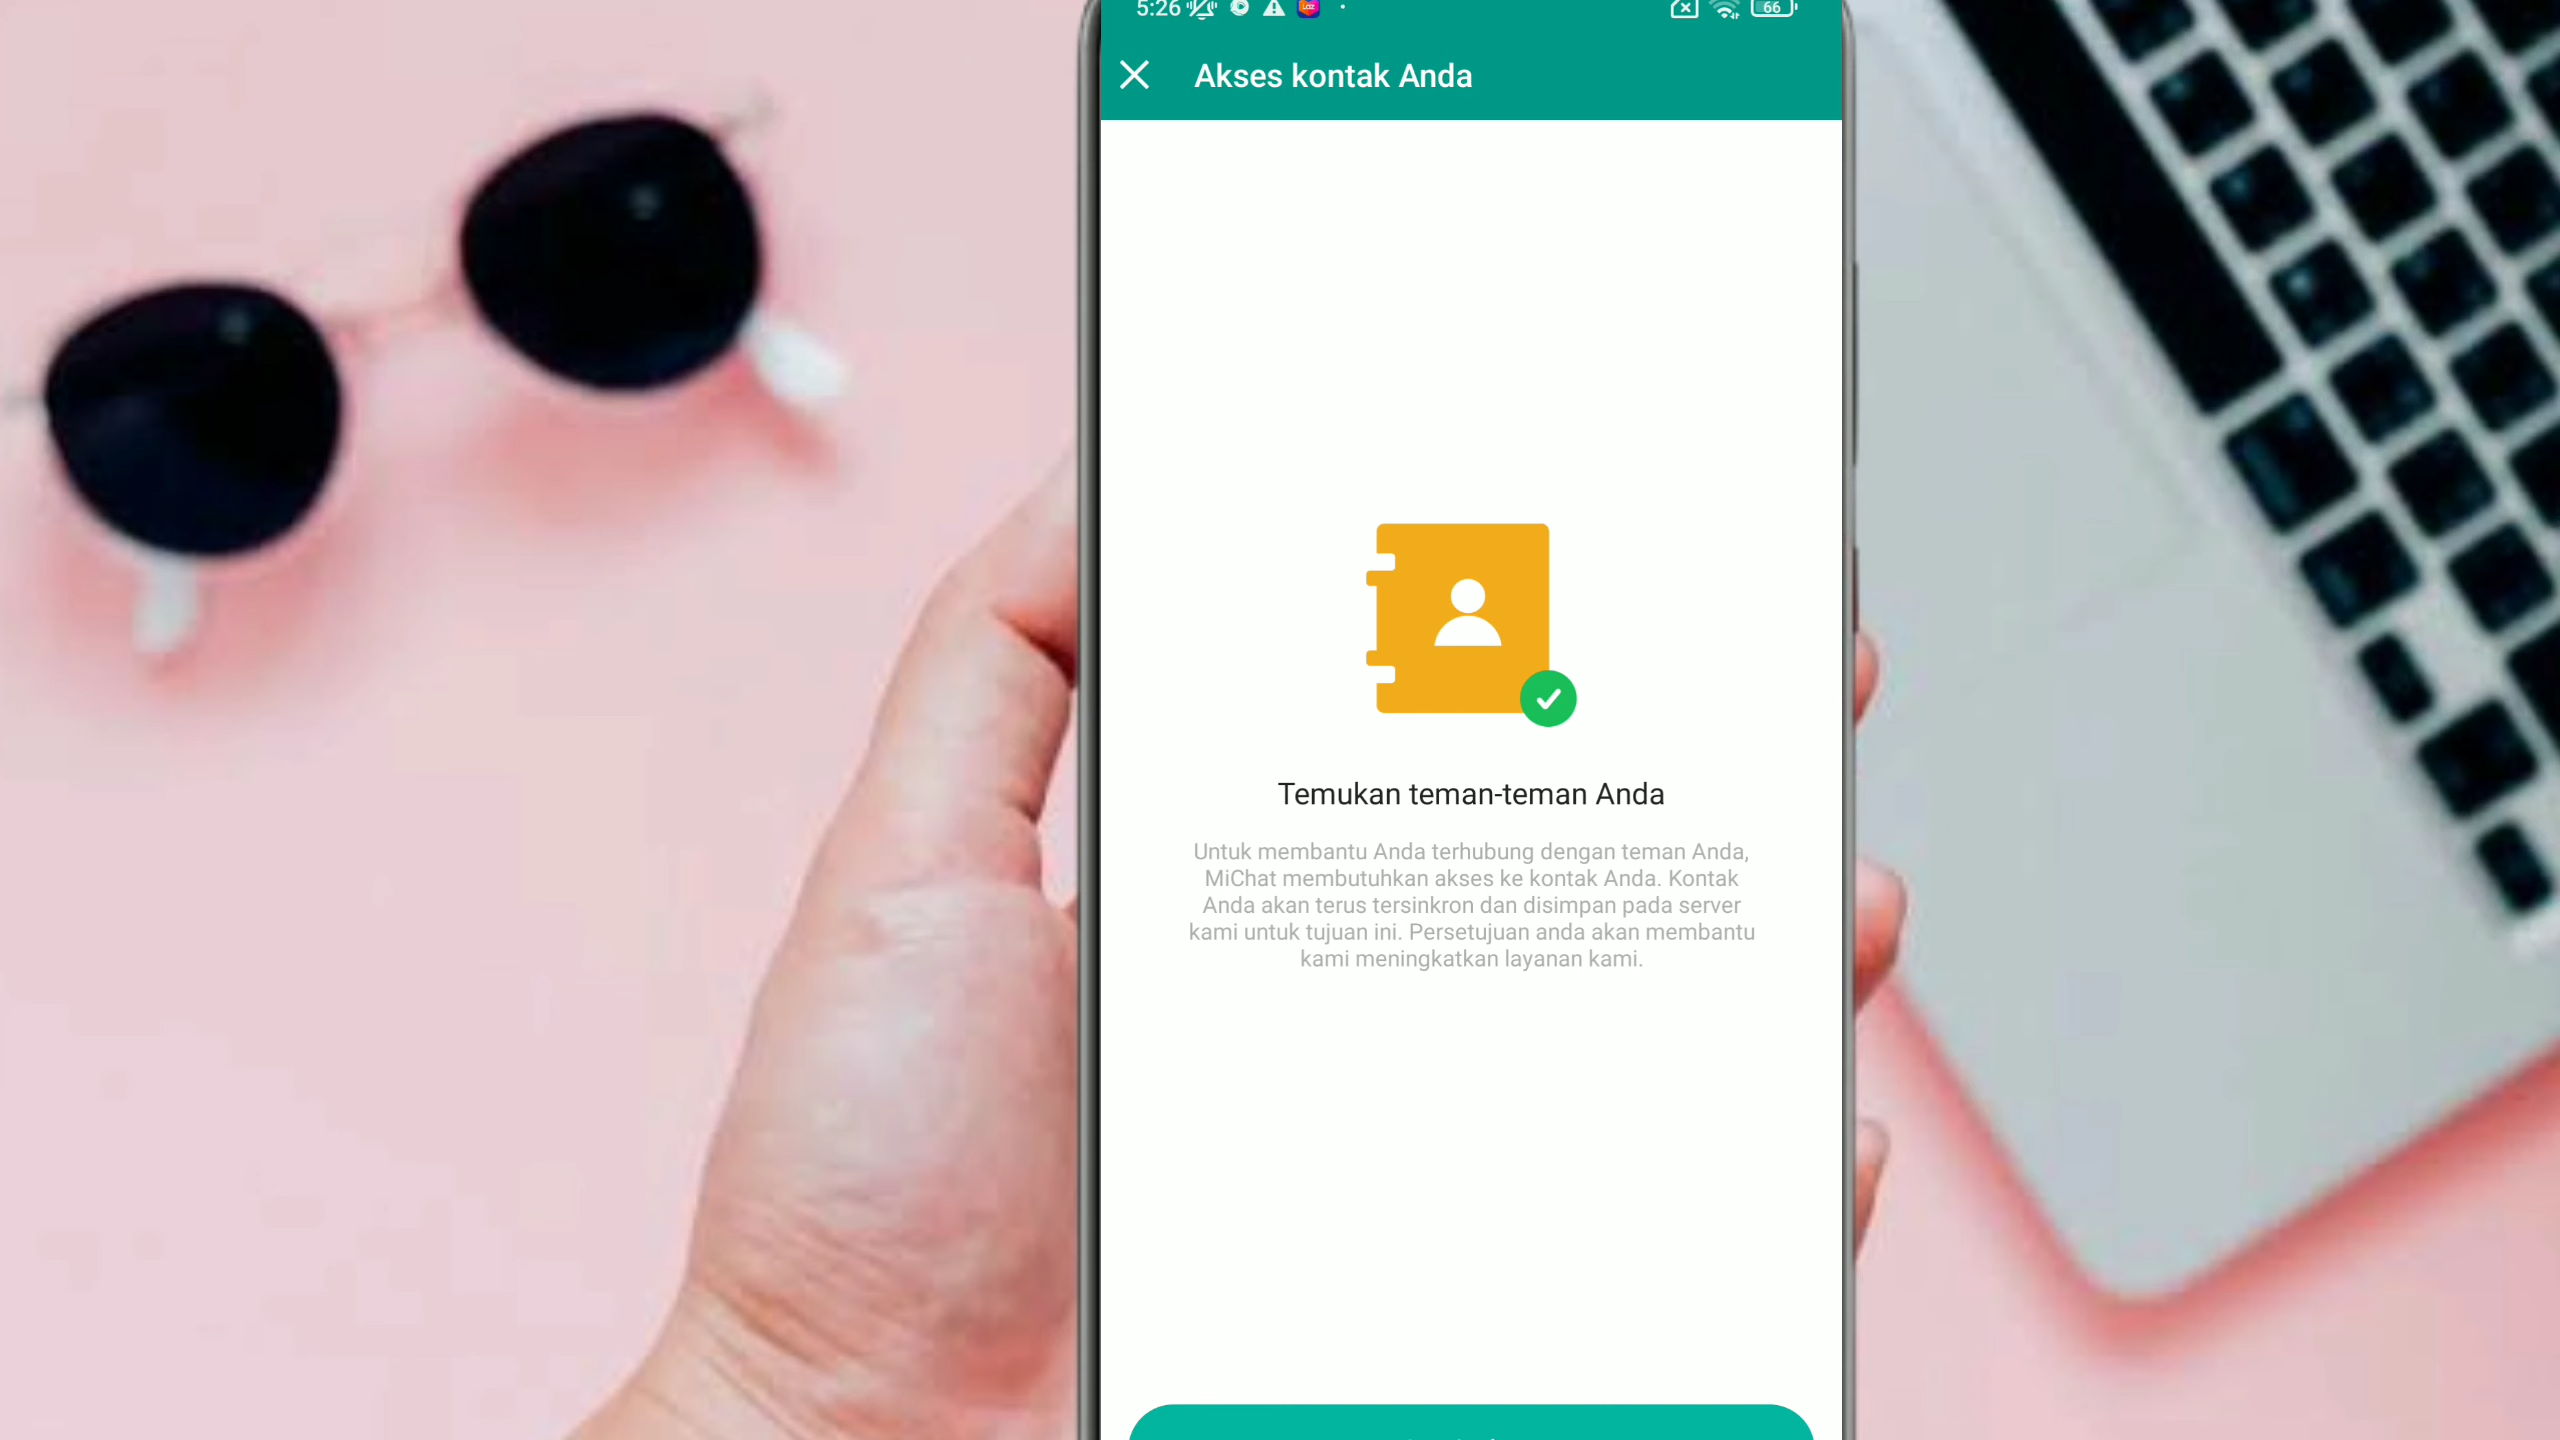 5:26
66
Akses kontak Anda
Temukan teman-teman Anda
Untuk membantu Anda terhubung dengan teman Anda,
MiChat membutuhkan akses ke kontak Anda. Kontak
Anda akan terus tersinkron dan disimpan pada server
kami untuk tujuan ini. Persetujuan anda akan membantu
kami meningkatkan layanan kami.